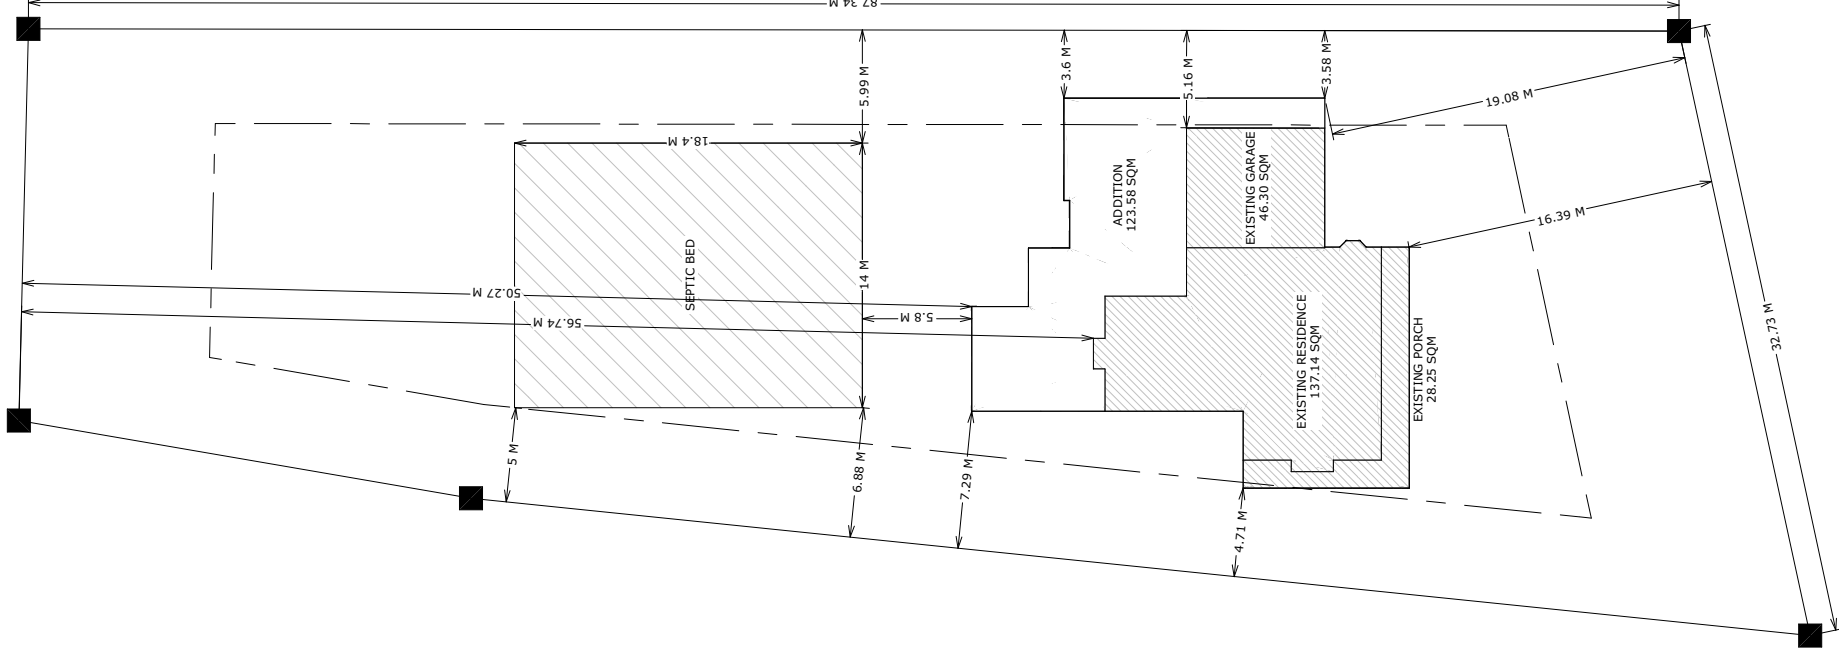 87.34 M
5.99 M
3.6 M
5.16 M
3.58 M
19.08 M
18.4 M
ADDITION
123.58 SQM
EXISTING GARAGE
46.30 SQM
16.39 M
SEPTIC BED
14 M
50.27 M
56.74 M
5.8 M
EXISTING RESIDENCE
137.14 SQM
EXISTING PORCH
28.25 SQM
32.73 M
5 M
6.88 M
7.29 M
4.71 M